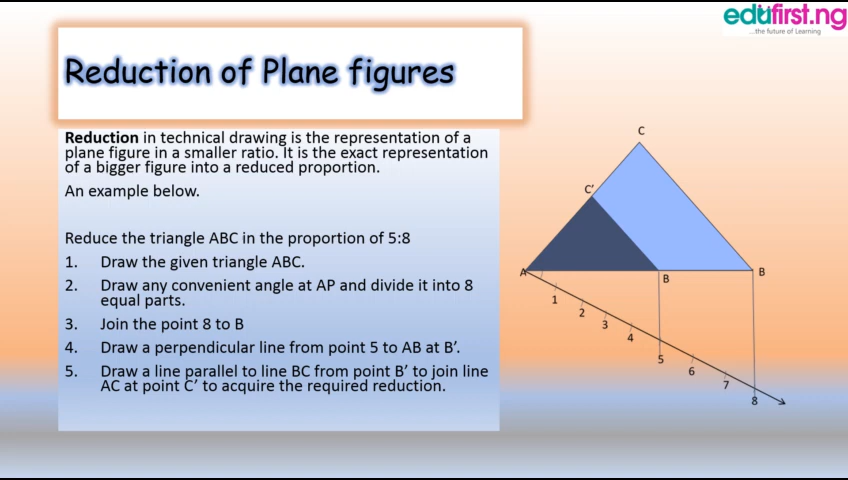 edufirst.ng
...the future of Learning
Reduction of Plane figures
Reduction in technical drawing is the representation of a
plane figure in a smaller ratio. It is the exact representation
of a bigger figure into a reduced proportion.
An example below.
Reduce the triangle ABC in the proportion of 5:8
1. Draw the given triangle ABC.
2. Draw any convenient angle at AP and divide it into 8
equal parts.
3. Join the point 8 to B
4. Draw a perpendicular line from point 5 to AB at B’.
5. Draw a line parallel to line BC from point B’ to join line
AC at point C’ to acquire the required reduction.
C
C’
A
B
B
1
2
3
4
5
6
7
8